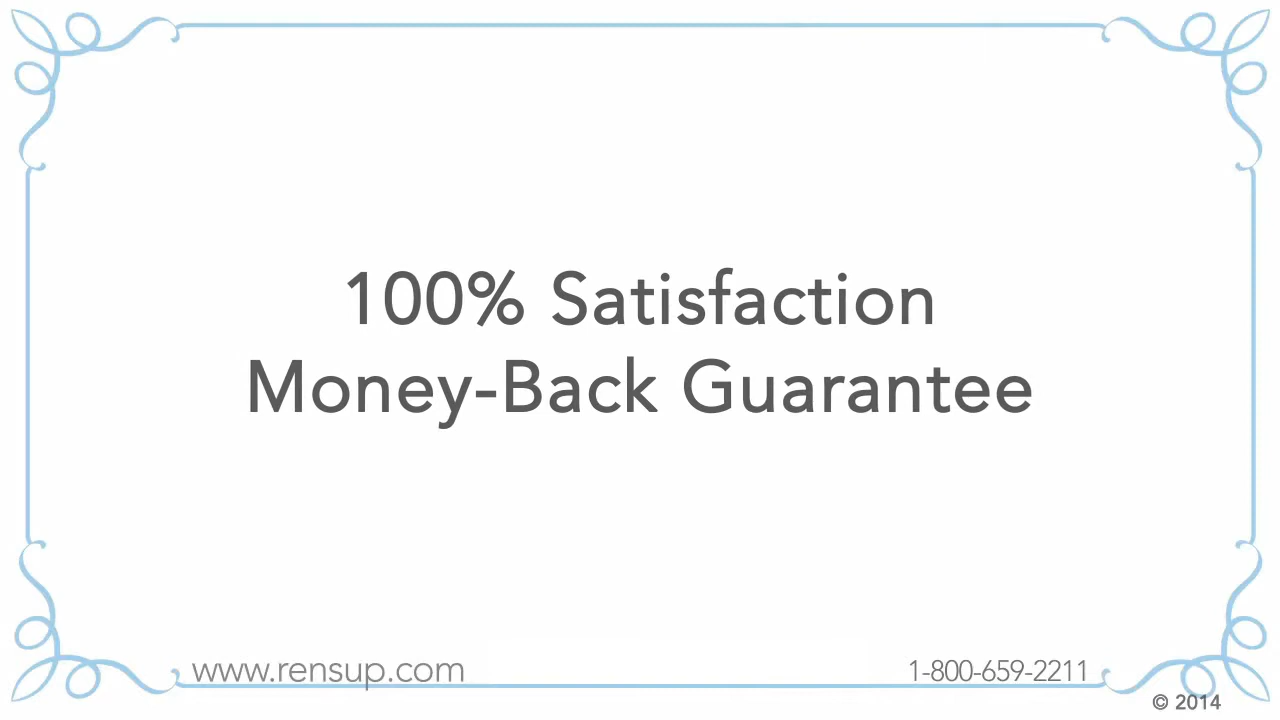 100% Satisfaction
Money-Back Guarantee
www.rensup.com
1-800-659-2211
© 2014